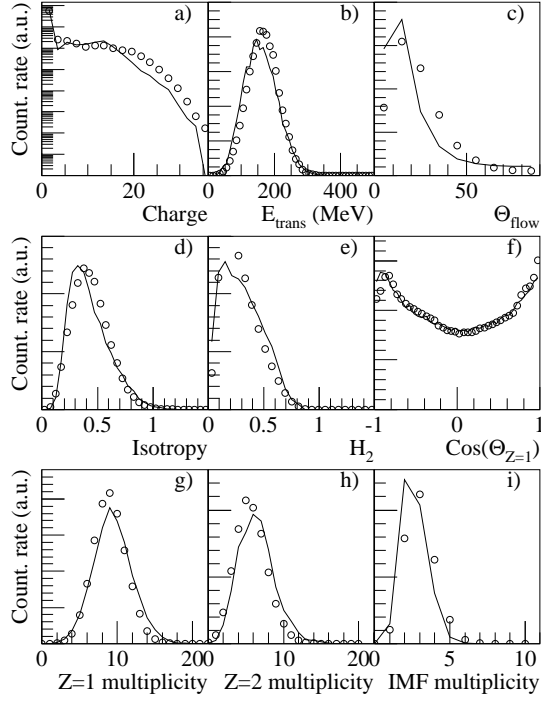 Count. rate (a.u.)
a)
b)
c)
0
20
0
200
400
0
50
Charge
E_trans (MeV)
Θ_flow
Count. rate (a.u.)
d)
e)
f)
0
0.5
1
0
0.5
1
-1
0
1
Isotropy
H_2
Cos(Θ_Z=1)
Count. rate (a.u.)
g)
h)
i)
0
10
20
0
10
20
0
5
10
Z=1 multiplicity
Z=2 multiplicity
IMF multiplicity